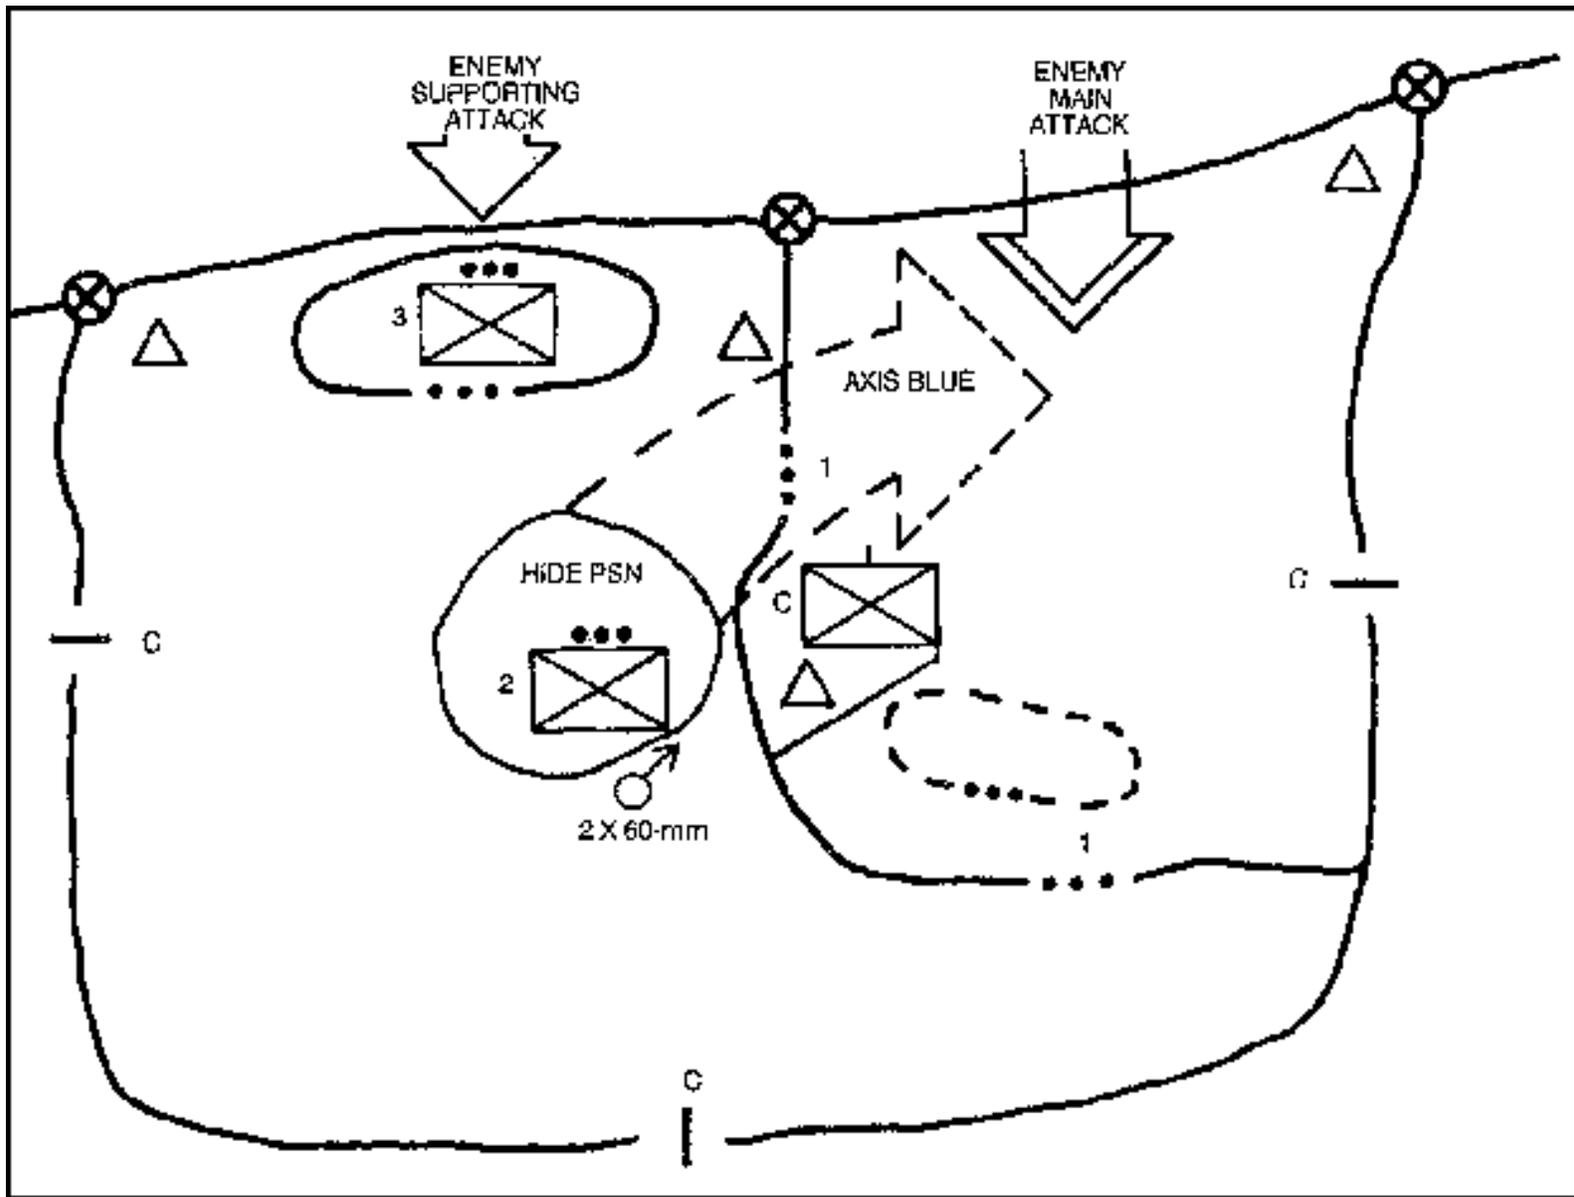 ENEMY
SUPPORTING
ATTACK
ENEMY
MAIN
ATTACK
3
AXIS BLUE
1
HIDE PSN
C
C
C
2
2 X 60-mm
1
C